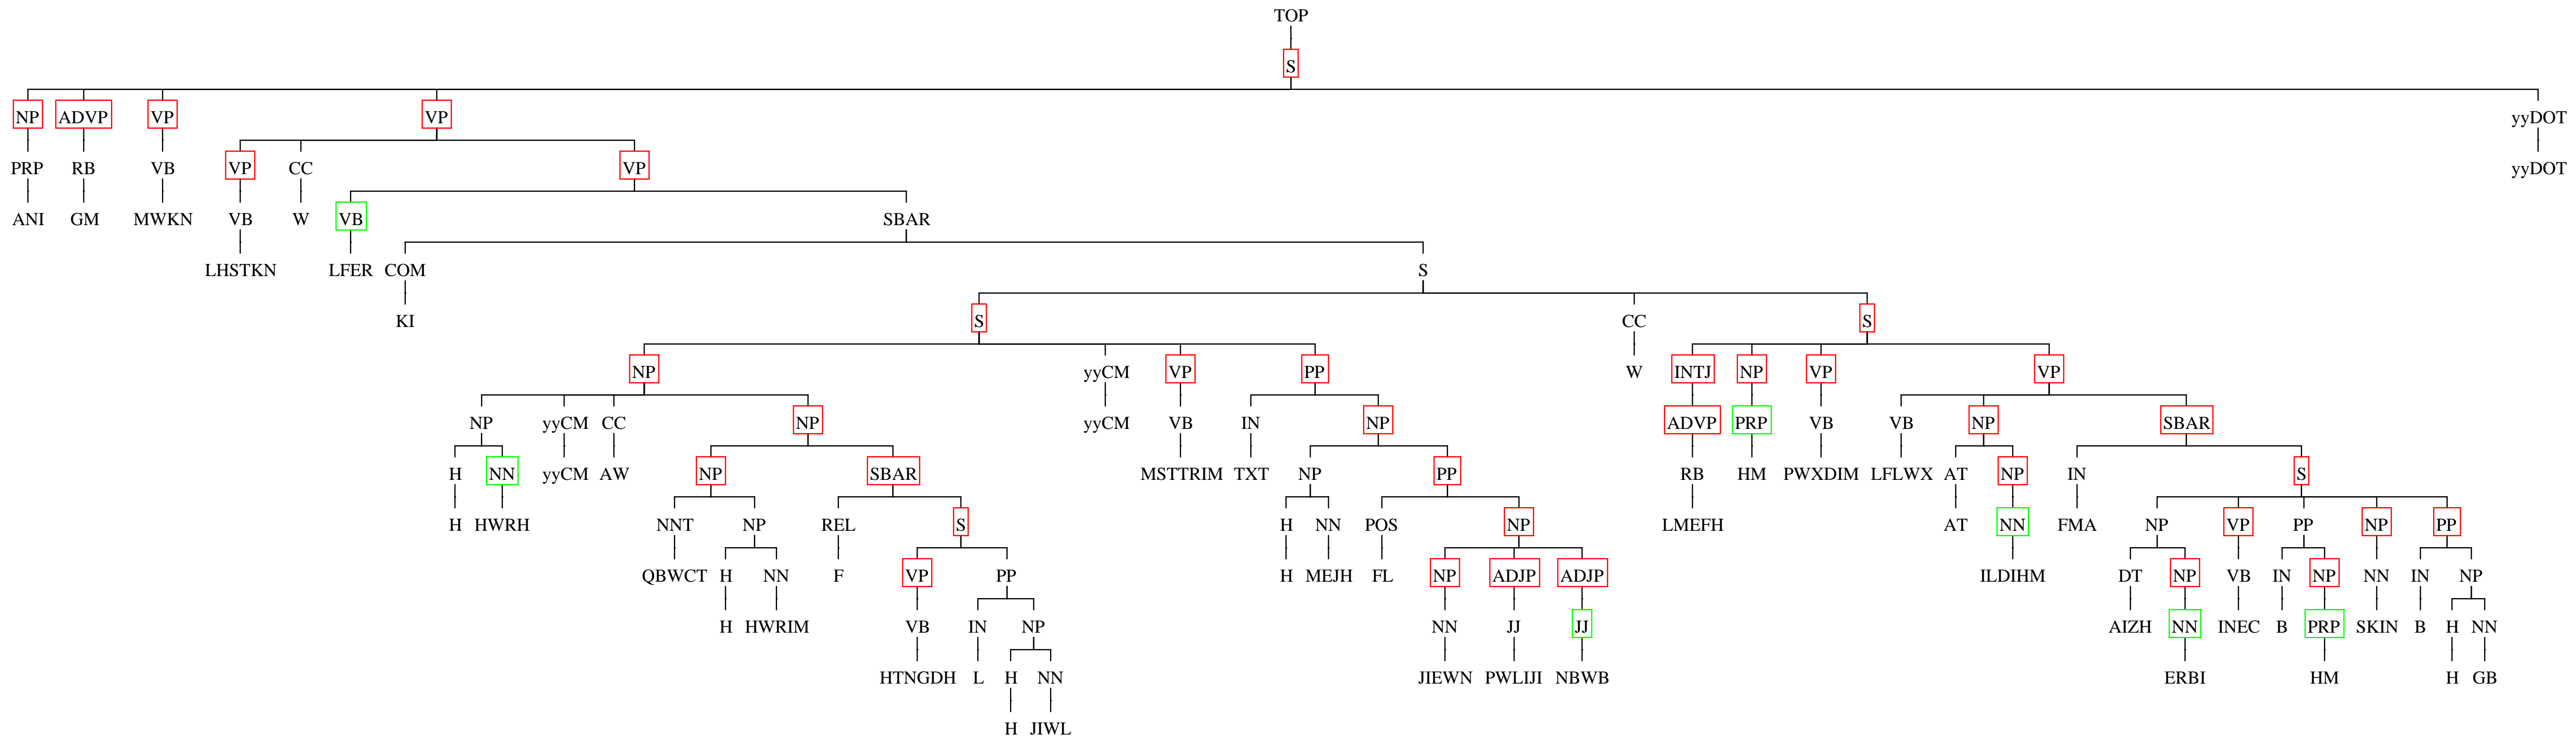 TOP
S
NP ADVP VP VP yyDOT
PRP RB VB VP CC VP yyDOT
ANI GM MWKN VB W VB SBAR
LHSTKN LFER COM S
KI S CC S
NP yyCM VP PP W INTJ NP VP VP
NP yyCM CC NP yyCM VB IN NP ADVP PRP VB VB NP SBAR
H NN yyCM AW NP SBAR MSTTRIM TXT NP PP RB HM PWXDIM LFLWX AT NP IN S
H HWRH NNT NP REL S H NN POS NP LMEFH AT NN FMA NP VP PP NP PP
QBWCT H NN F VP PP H MEJH FL NP ADJP ADJP ILDIHM DT NP VB IN NP NN IN NP
H HWRIM VB IN NP NN JJ JJ AIZH NN INEC B PRP SKIN B H NN
HTNGDH L H NN JIEWN PWLIJI NBWB ERBI HM H GB
H JIWL